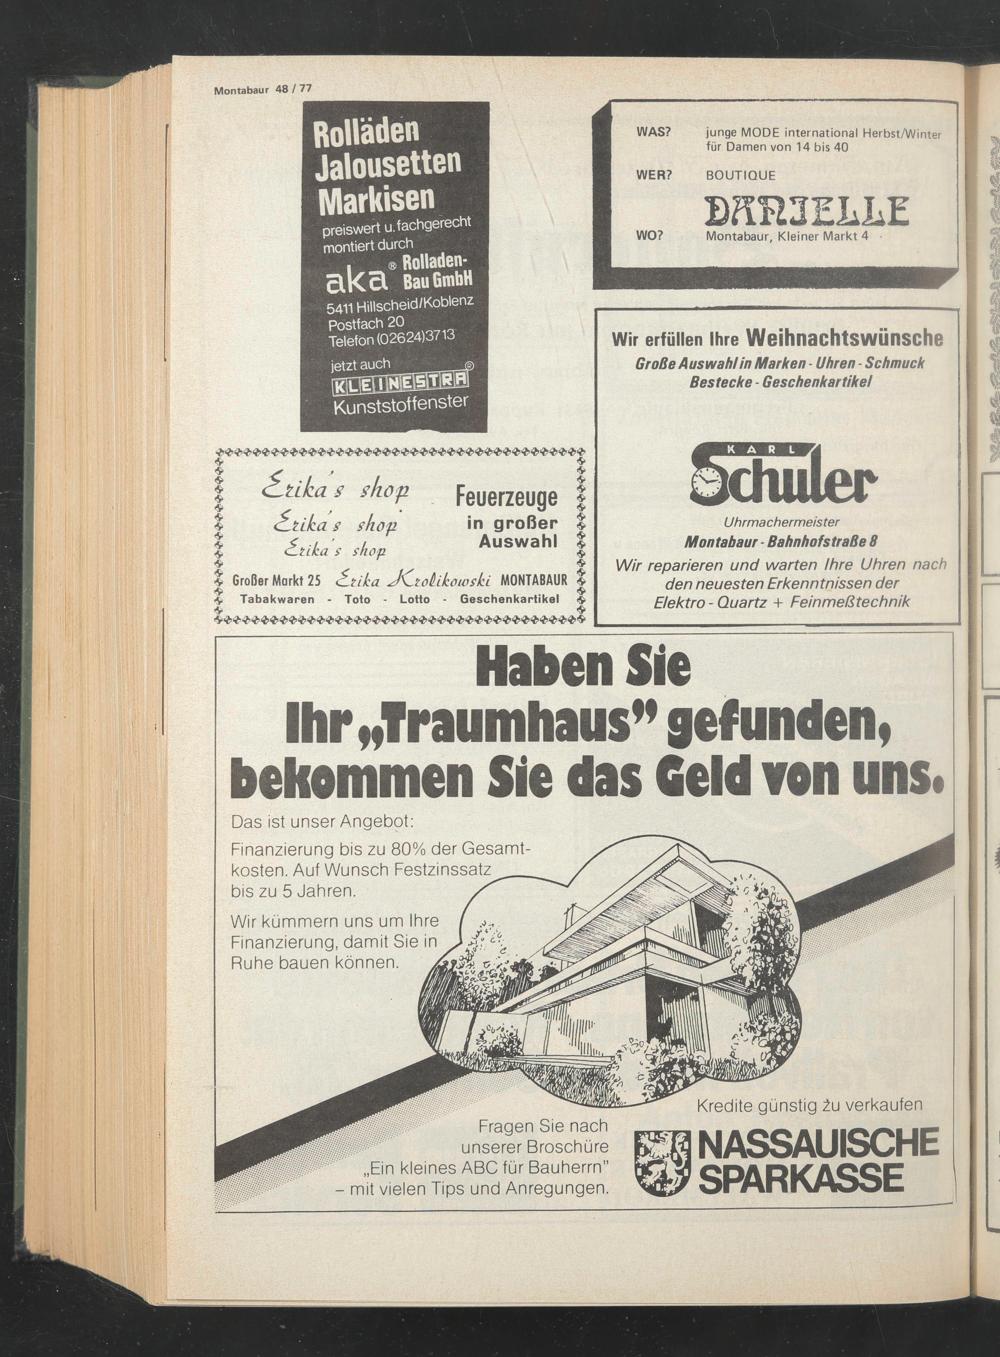 Montabaur 48 / 77
Rolläden
Jalousetten
Markisen
preiswert u. fachgerecht
montiert durch
aka® Rolladen-
Bau GmbH
5411 Hillscheid/Koblenz
Postfach 20
Telefon (02624)3713
jetzt auch
KLEINESTRA®
Kunststoffenster
WAS? junge MODE international Herbst/Winter
für Damen von 14 bis 40
WER? BOUTIQUE
DANIELLE
WO? Montabaur, Kleiner Markt 4
Wir erfüllen Ihre Weihnachtswünsche
Große Auswahl in Marken - Uhren - Schmuck
Bestecke - Geschenkartikel
KARL
Schuler
Uhrmachermeister
Montabaur - Bahnhofstraße 8
Wir reparieren und warten Ihre Uhren nach
den neuesten Erkenntnissen der
Elektro - Quartz + Feinmeßtechnik
Erika's shop
Erika's shop
Erika's shop
Feuerzeuge
in großer
Auswahl
Großer Markt 25 Erika Krolikowski MONTABAUR
Tabakwaren - Toto - Lotto - Geschenkartikel
Haben Sie
Ihr „Traumhaus” gefunden,
bekommen Sie das Geld von uns.
Das ist unser Angebot:
Finanzierung bis zu 80% der Gesamt-
kosten. Auf Wunsch Festzinssatz
bis zu 5 Jahren.
Wir kümmern uns um Ihre
Finanzierung, damit Sie in
Ruhe bauen können.
Fragen Sie nach
unserer Broschüre
„Ein kleines ABC für Bauherrn”
– mit vielen Tips und Anregungen.
Kredite günstig zu verkaufen
NASSAUISCHE
SPARKASSE